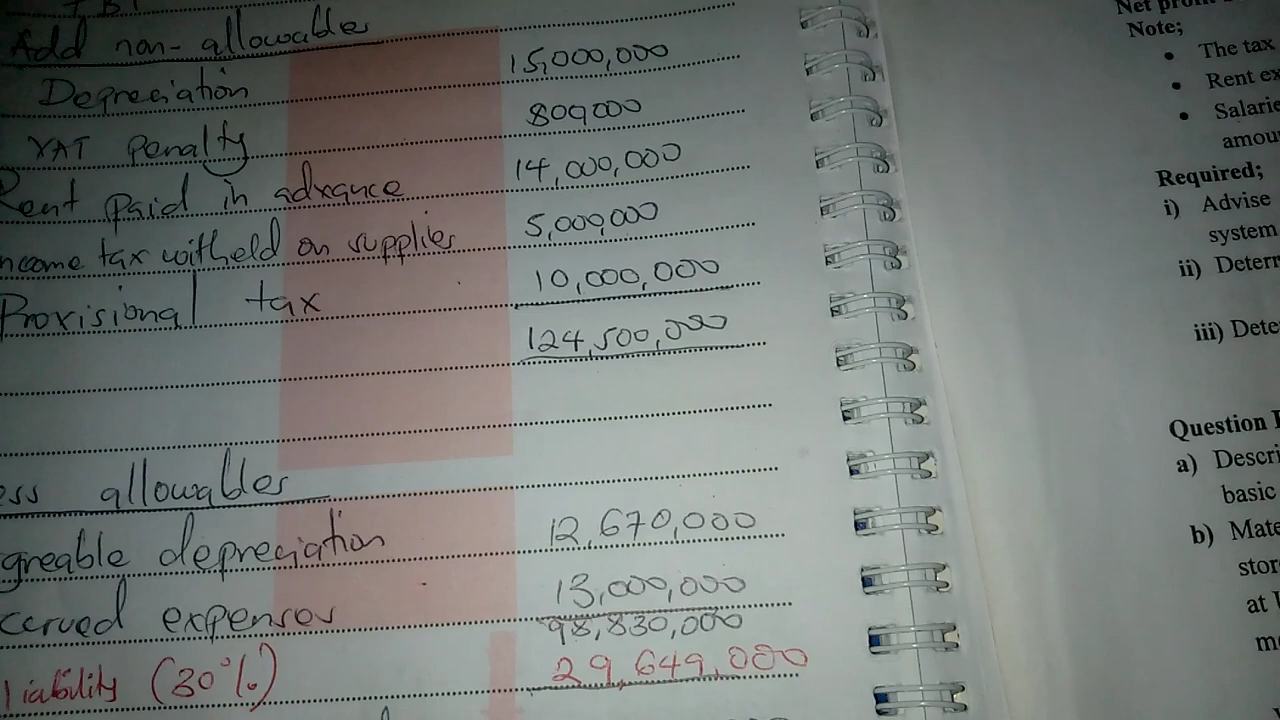 Add non-allowables
Depreciation 15,000,000
VAT Penalty 800000
Rent paid in advance 14,000,000
ncome tax witheld on supplies 5,000,000
Provisional tax 10,000,000
124,500,000
ess allowables
greable depreciation 12,670,000
ccrued expenses 13,000,000
98,830,000
liability (30%) 29,649,000
Note;
• The tax
• Rent ex
• Salarie
amou
Required;
i) Advise
system
ii) Deterr
iii) Dete
Question
a) Descri
basic
b) Mate
stor
at